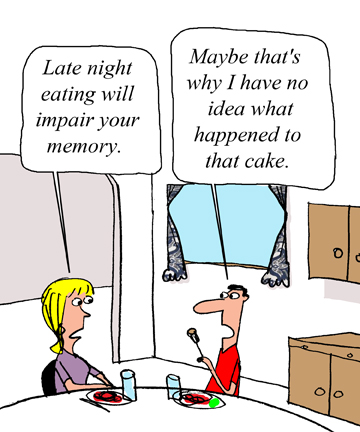 Late night
eating will
impair your
memory.
Maybe that's
why I have no
idea what
happened to
that cake.